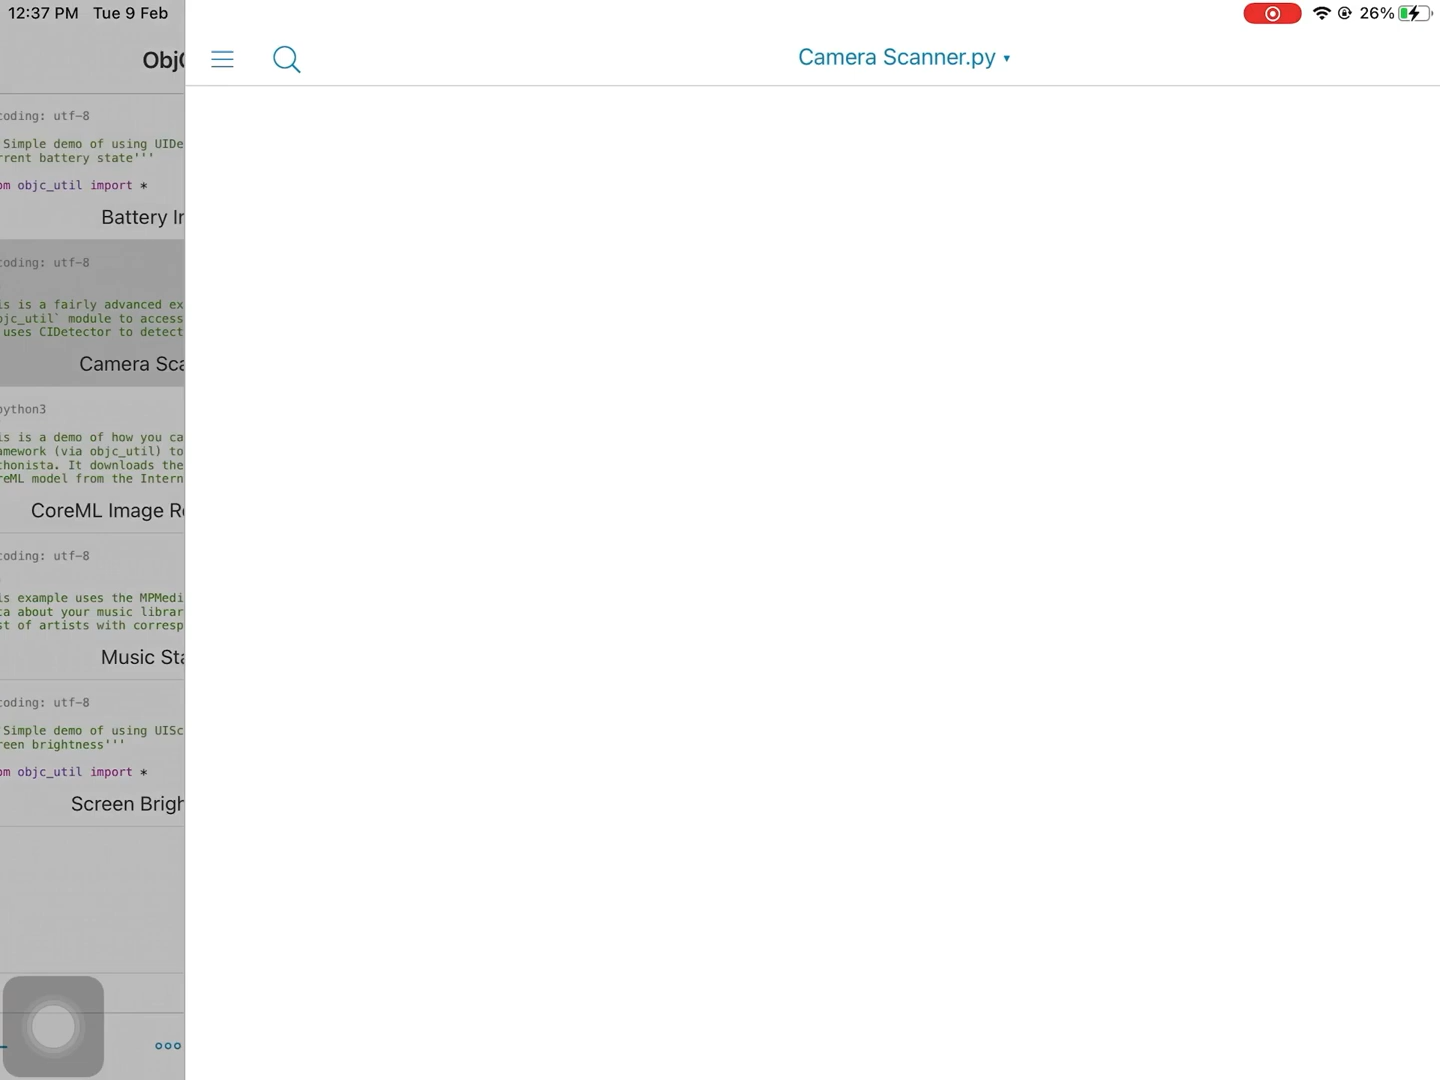 12:37 PM Tue 9 Feb
26%
Obj
Camera Scanner.py
coding: utf-8
Simple demo of using UIDe
rrent battery state'''
om objc_util import *
Battery In
coding: utf-8
is is a fairly advanced ex
bjc_util` module to access
uses CIDetector to detect
Camera Sca
python3
is is a demo of how you ca
amework (via objc_util) to
thonista. It downloads the
reML model from the Intern
CoreML Image Re
coding: utf-8
is example uses the MPMedi
ta about your music librar
st of artists with corresp
Music Sta
coding: utf-8
Simple demo of using UISc
reen brightness'''
om objc_util import *
Screen Brigh